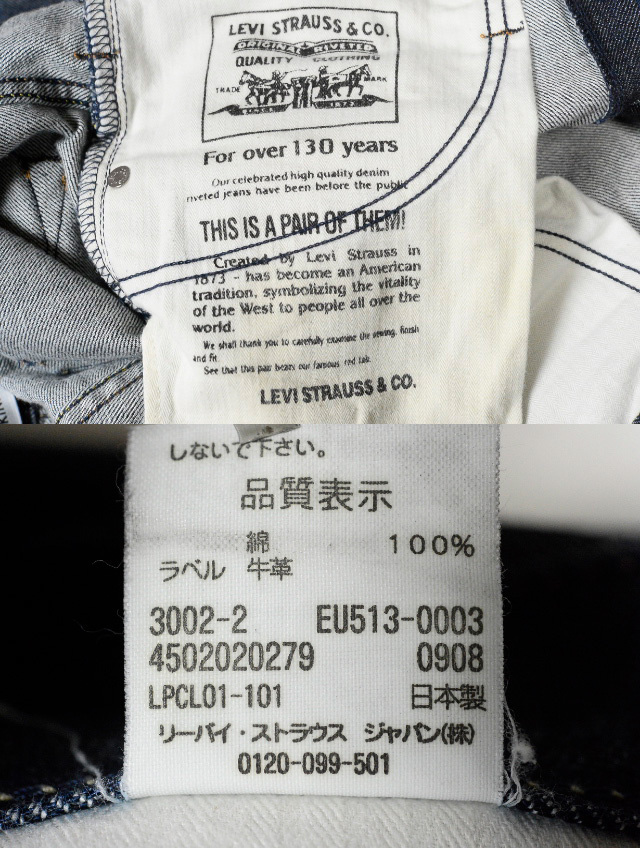 LEVI STRAUSS & CO.
ORIGINAL RIVETED
QUALITY CLOTHING
TRADE MARK
For over 130 years
Our celebrated high quality denim
riveted jeans have been before the public
THIS IS A PAIR OF THEM!
Created by Levi Strauss in
1873 - has become an American
tradition, symbolizing the vitality
of the West to people all over the
world.
We shall thank you to carefully examine the sewing, finish
and fit.
See that this pair bears our famous red tab.
LEVI STRAUSS & CO.
しないで下さい。
品質表示
綿 100%
ラベル 牛革
3002-2 EU513-0003
4502020279 0908
LPCL01-101 日本製
リーバイ・ストラウス ジャパン(株)
0120-099-501